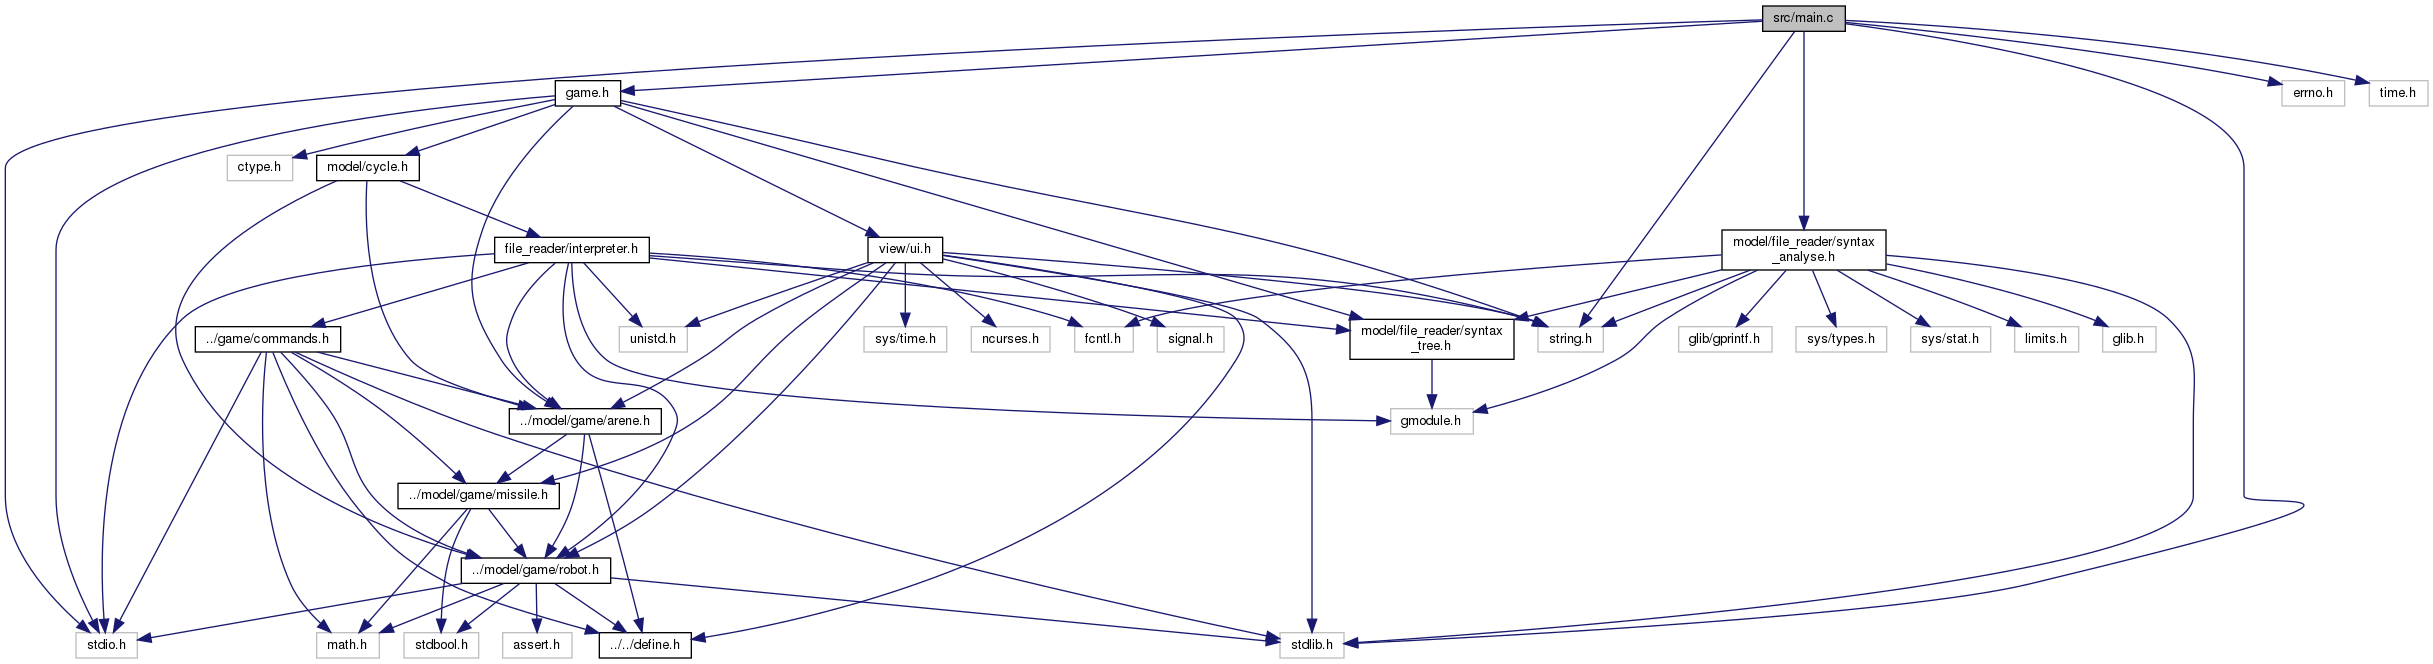 src/main.c
game.h
errno.h
time.h
ctype.h
model/cycle.h
file_reader/interpreter.h
view/ui.h
model/file_reader/syntax
_analyse.h
../game/commands.h
unistd.h
sys/time.h
ncurses.h
fcntl.h
signal.h
model/file_reader/syntax
_tree.h
string.h
glib/gprintf.h
sys/types.h
sys/stat.h
limits.h
glib.h
../model/game/arene.h
gmodule.h
../model/game/missile.h
../model/game/robot.h
stdio.h
math.h
stdbool.h
assert.h
../../define.h
stdlib.h